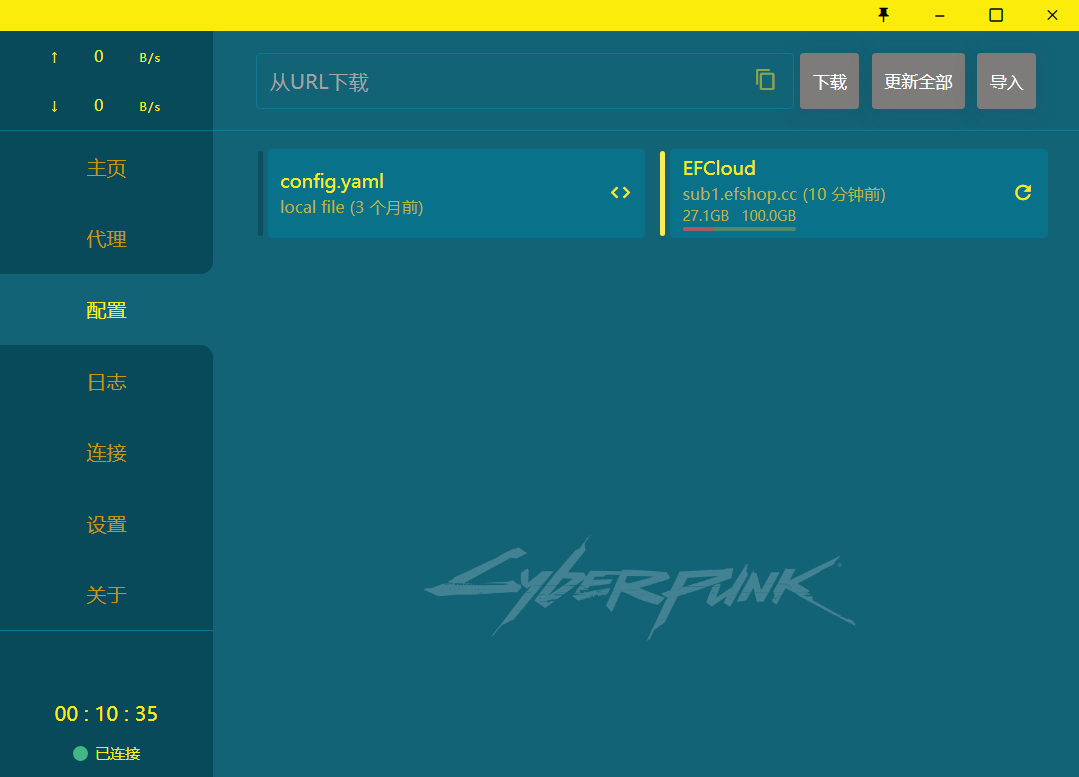 ↑ 0 B/s
↓ 0 B/s
主页
代理
配置
日志
连接
设置
关于
00 : 10 : 35
已连接
从URL下载
下载
更新全部
导入
config.yaml
local file (3 个月前)
EFCloud
sub1.efshop.cc (10 分钟前)
27.1GB 100.0GB
CYBERPUNK